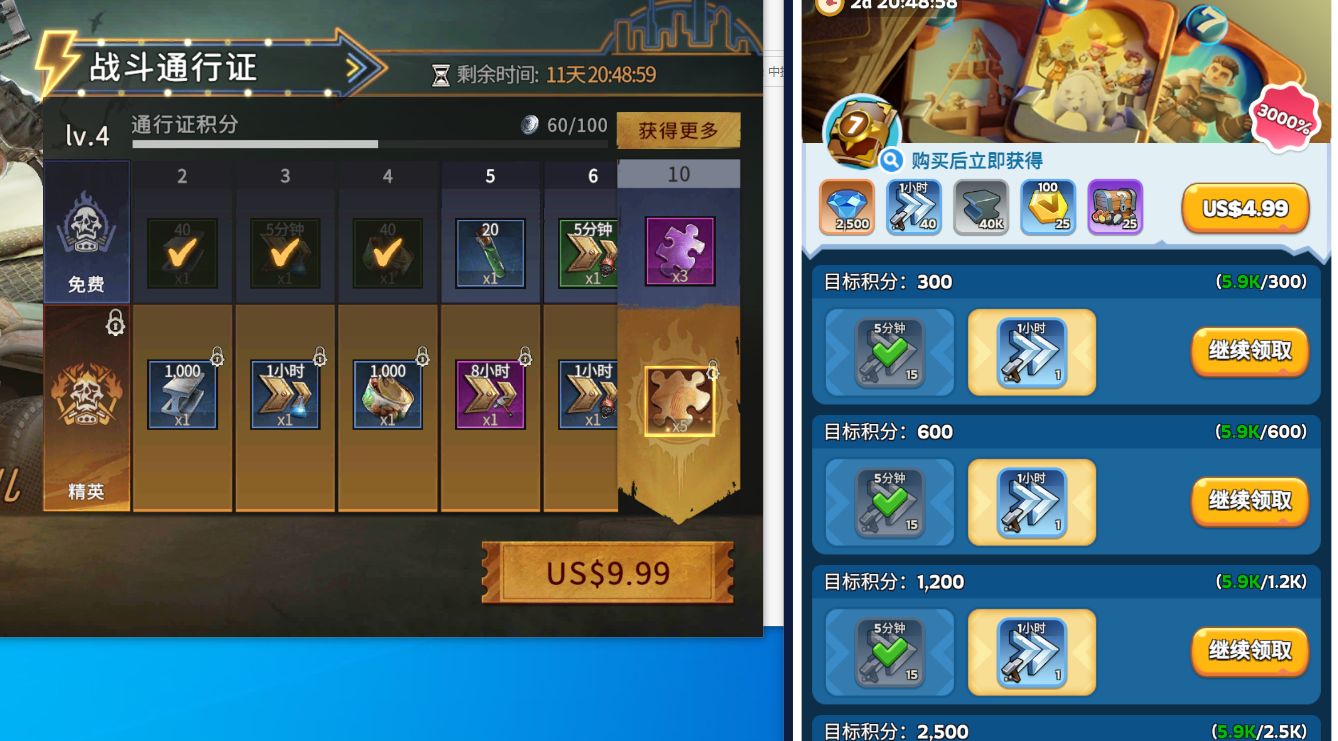 战斗通行证
剩余时间: 11天20:48:59
lv.4
通行证积分
60/100
获得更多
2
3
4
5
6
10
免费
40
x1
5分钟
x1
40
x1
20
x1
5分钟
x1
x3
精英
1,000
x1
1小时
x1
1,000
x1
8小时
x1
1小时
x1
x5
US$9.99
2d 20:48:58
7
7
7
3000%
购买后立即获得
2,500
1小时
40
40K
100
25
25
US$4.99
目标积分：300
(5.9K/300)
5分钟
15
1小时
1
继续领取
目标积分：600
(5.9K/600)
5分钟
15
1小时
1
继续领取
目标积分：1,200
(5.9K/1.2K)
5分钟
15
1小时
1
继续领取
目标积分：2,500
(5.9K/2.5K)